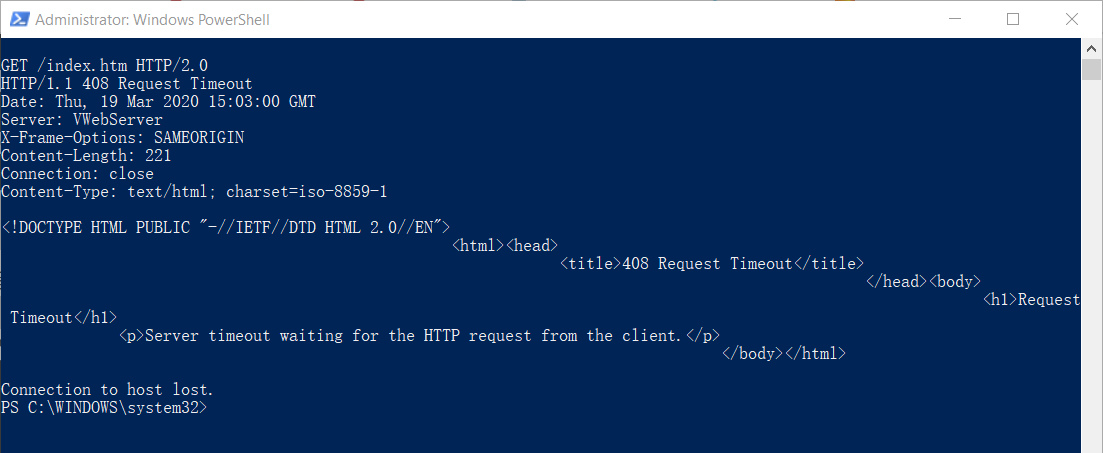 Administrator: Windows PowerShell
GET /index.htm HTTP/2.0
HTTP/1.1 408 Request Timeout
Date: Thu, 19 Mar 2020 15:03:00 GMT
Server: VWebServer
X-Frame-Options: SAMEORIGIN
Content-Length: 221
Connection: close
Content-Type: text/html; charset=iso-8859-1
<!DOCTYPE HTML PUBLIC "-//IETF//DTD HTML 2.0//EN">
<html><head>
<title>408 Request Timeout</title>
</head><body>
<h1>Request
Timeout</h1>
<p>Server timeout waiting for the HTTP request from the client.</p>
</body></html>
Connection to host lost.
PS C:\WINDOWS\system32>